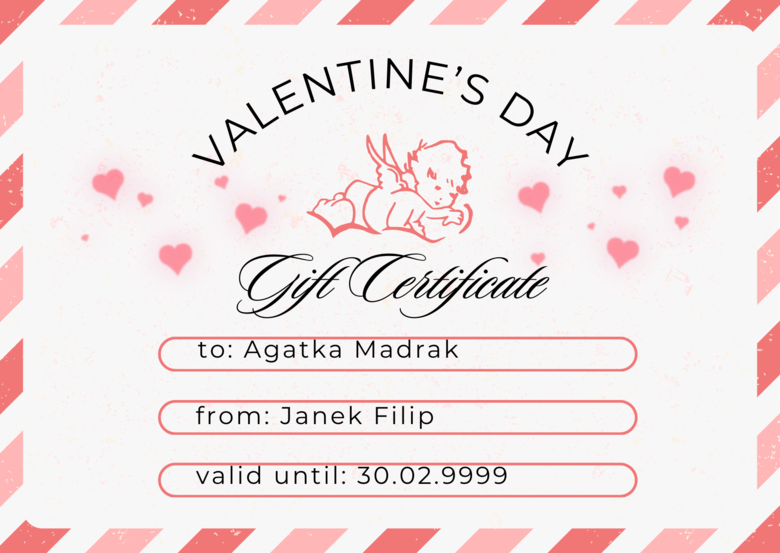 VALENTINE’S DAY
Gift Certificate
to: Agatka Madrak
from: Janek Filip
valid until: 30.02.9999